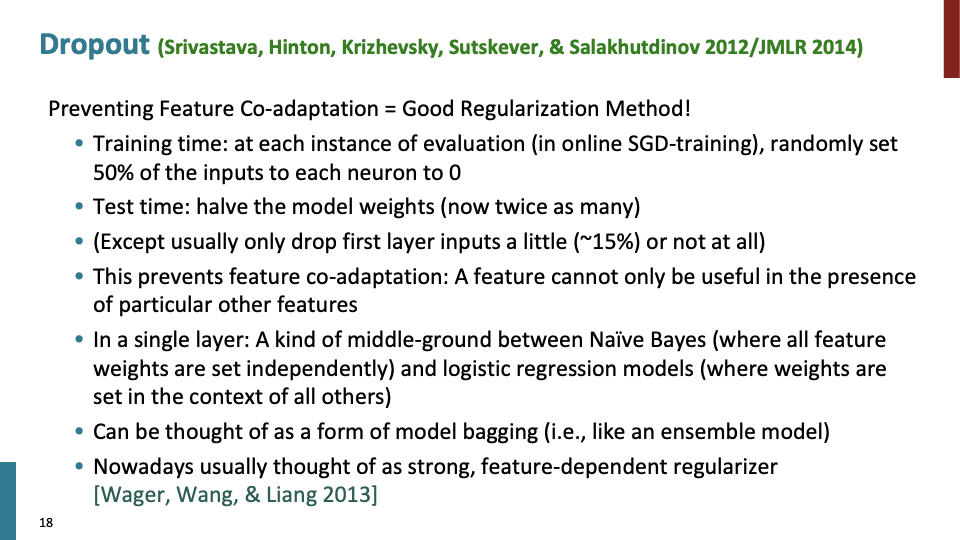 Dropout (Srivastava, Hinton, Krizhevsky, Sutskever, & Salakhutdinov 2012/JMLR 2014)
Preventing Feature Co-adaptation = Good Regularization Method!
• Training time: at each instance of evaluation (in online SGD-training), randomly set
50% of the inputs to each neuron to 0
• Test time: halve the model weights (now twice as many)
• (Except usually only drop first layer inputs a little (~15%) or not at all)
• This prevents feature co-adaptation: A feature cannot only be useful in the presence
of particular other features
• In a single layer: A kind of middle-ground between Naïve Bayes (where all feature
weights are set independently) and logistic regression models (where weights are
set in the context of all others)
• Can be thought of as a form of model bagging (i.e., like an ensemble model)
• Nowadays usually thought of as strong, feature-dependent regularizer
[Wager, Wang, & Liang 2013]
18